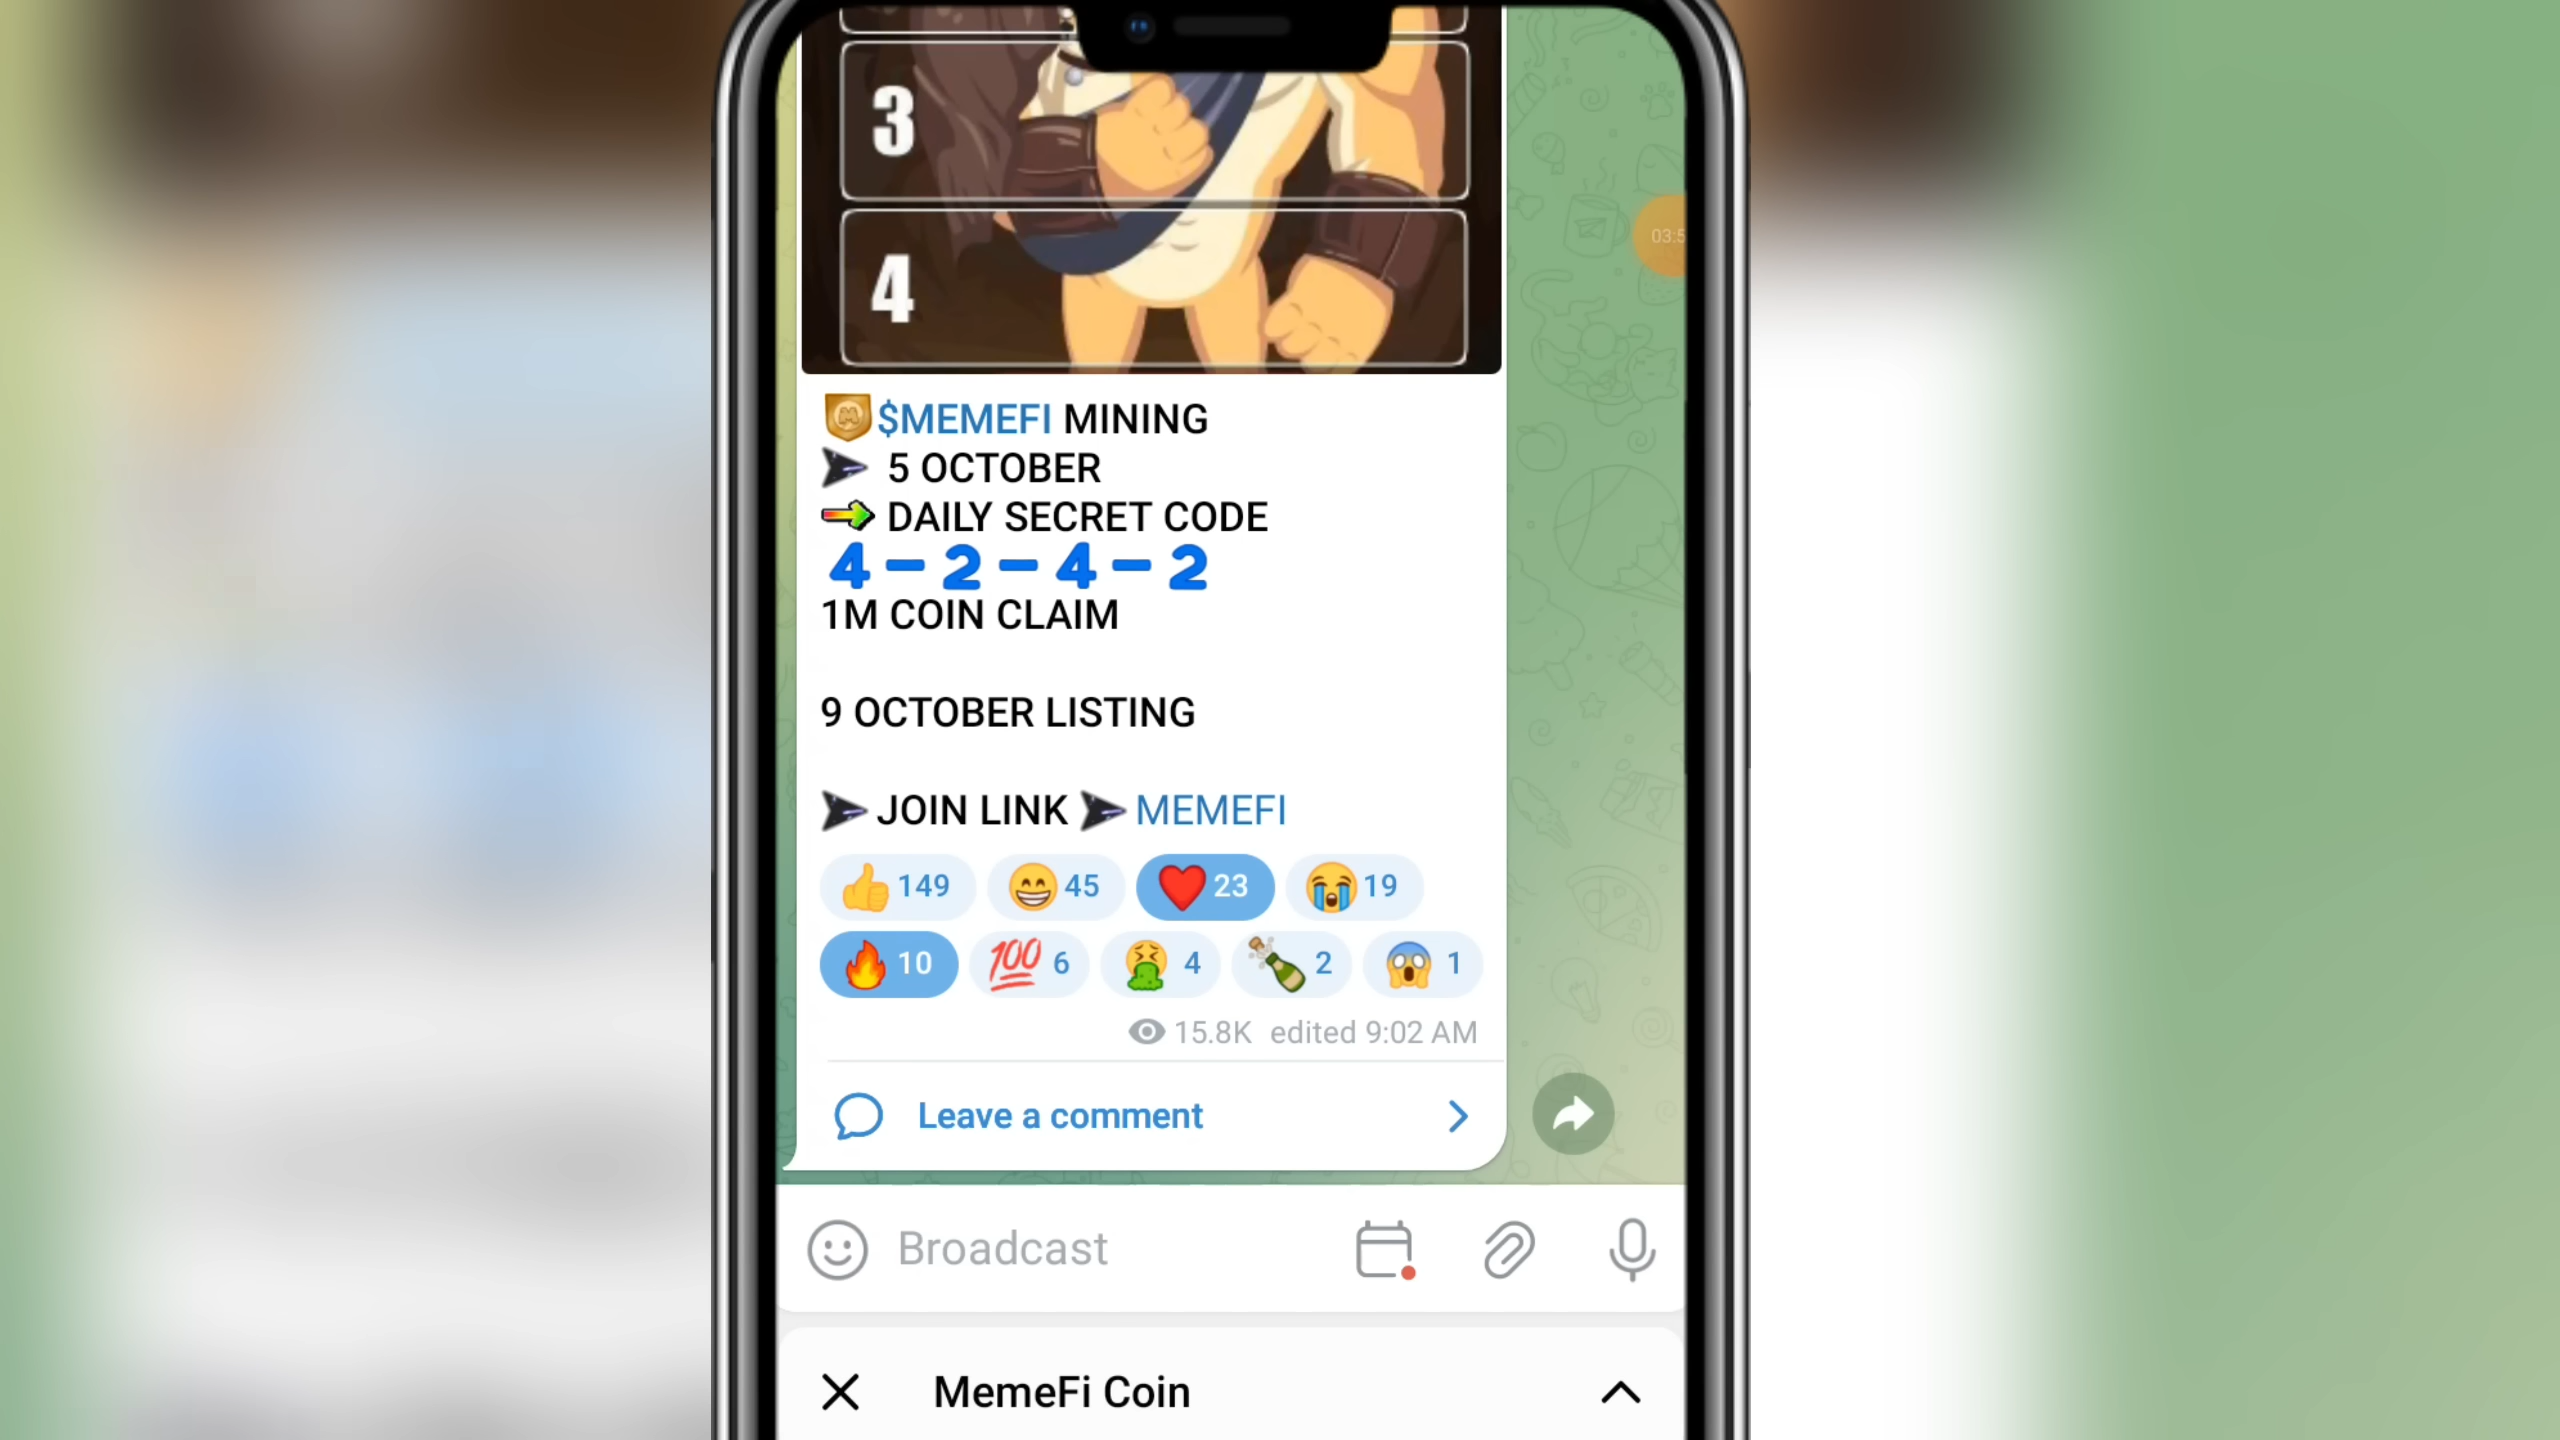 3
4
$MEMEFI MINING
5 OCTOBER
DAILY SECRET CODE
4 - 2 - 4 - 2
1M COIN CLAIM
9 OCTOBER LISTING
JOIN LINK MEMEFI
149 45 23 19
10 100 6 4 2 1
15.8K edited 9:02 AM
Leave a comment
Broadcast
MemeFi Coin